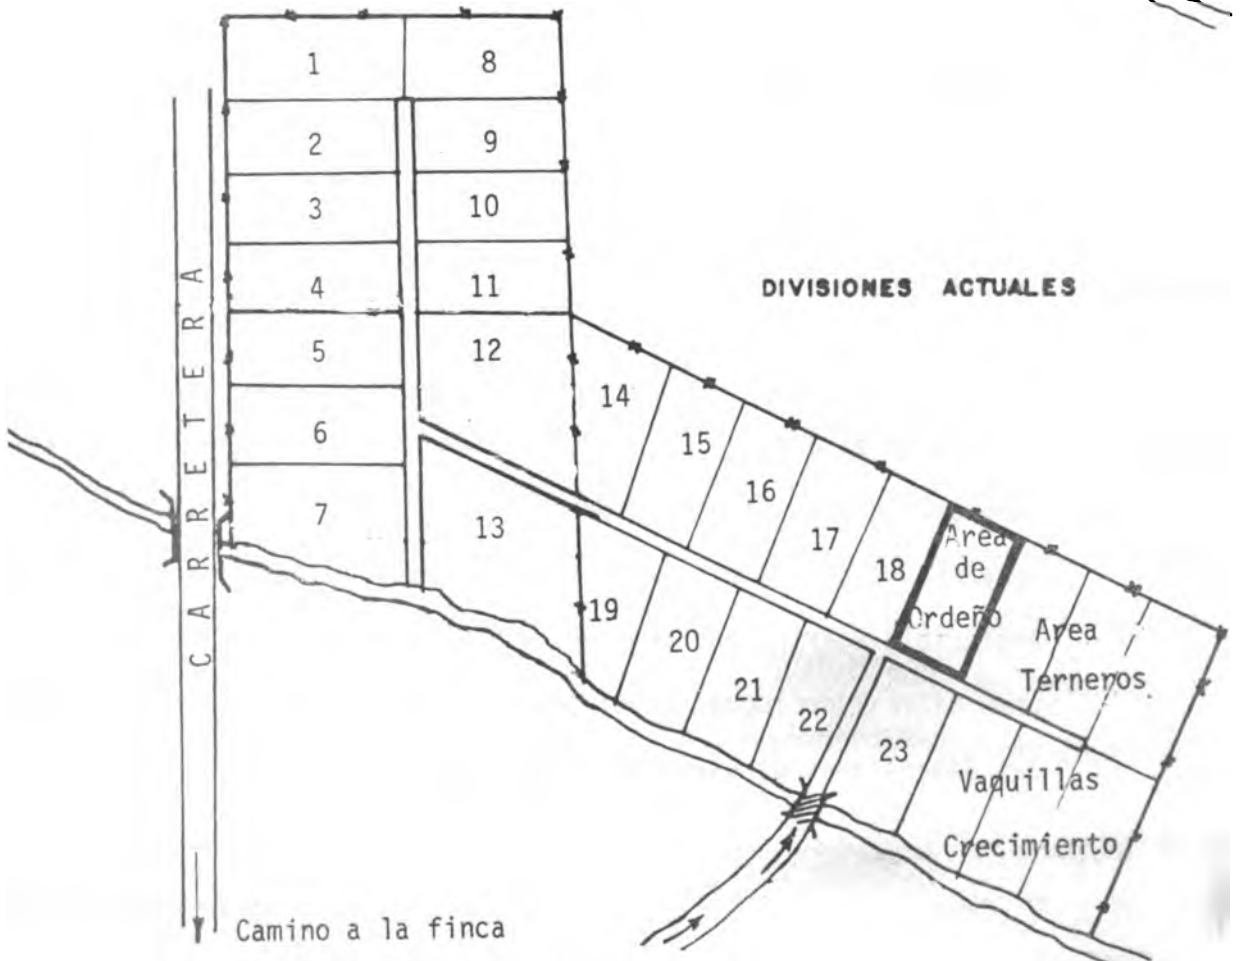 1
8
2
9
3
10
4
11
DIVISIONES ACTUALES
5
12
14
6
15
16
7
13
17
Area
de
Ordeño
18
19
20
Area
Terneros
21
22
23
Vaquillas
Crecimiento
CARRETERA
Camino a la finca